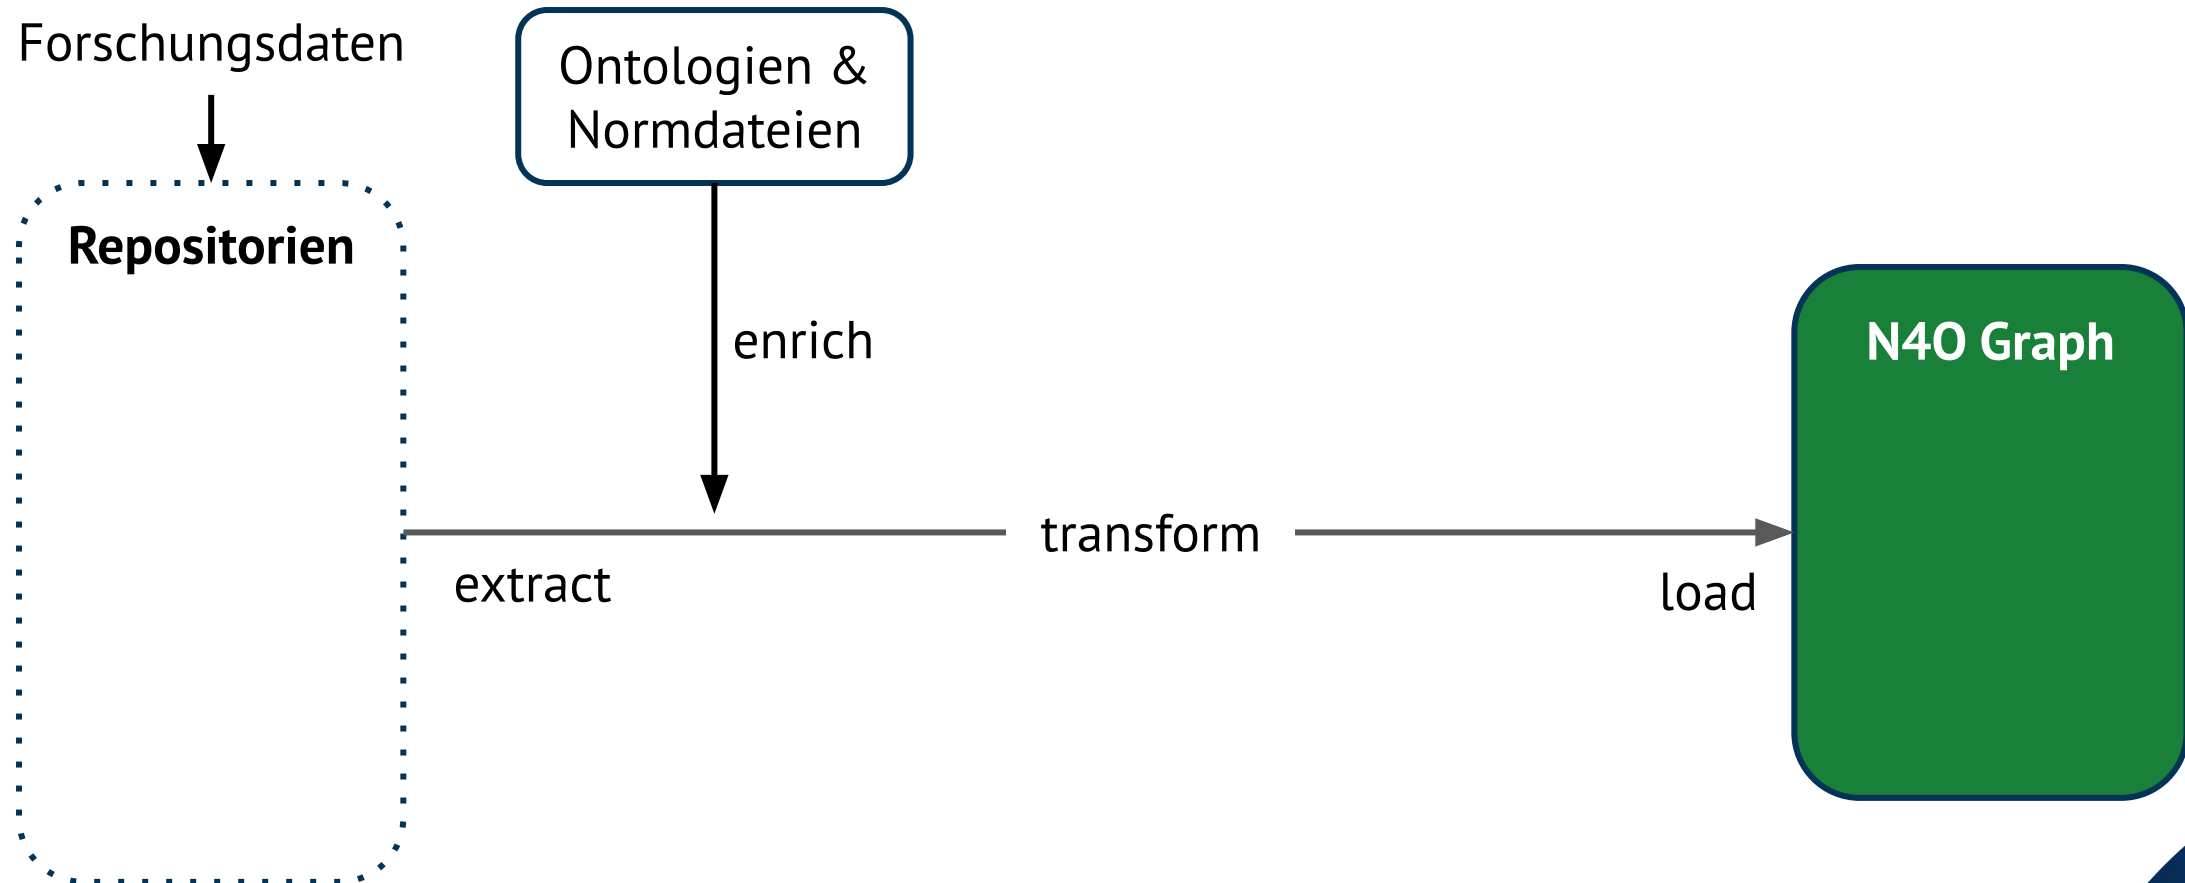 Forschungsdaten
Ontologien &
Normdateien
Repositorien
enrich
N4O Graph
transform
extract
load